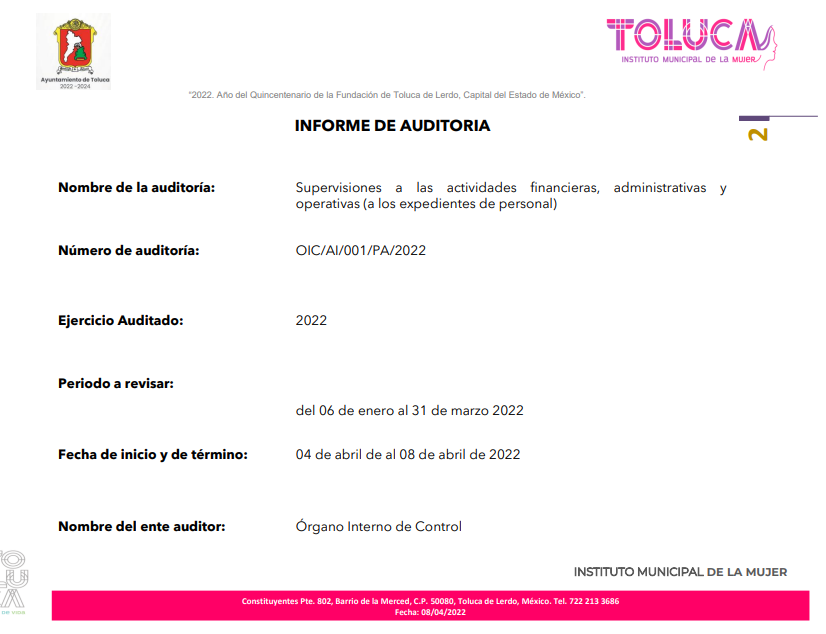 Ayuntamiento de Toluca
2022 - 2024
TOLUCA
INSTITUTO MUNICIPAL DE LA MUJER
"2022. Año del Quincentenario de la Fundación de Toluca de Lerdo, Capital del Estado de México".
INFORME DE AUDITORIA
2
Nombre de la auditoría:
Supervisiones a las actividades financieras, administrativas y
operativas (a los expedientes de personal)
Número de auditoría:
OIC/AI/001/PA/2022
Ejercicio Auditado:
2022
Periodo a revisar:
del 06 de enero al 31 de marzo 2022
Fecha de inicio y de término:
04 de abril de al 08 de abril de 2022
Nombre del ente auditor:
Órgano Interno de Control
INSTITUTO MUNICIPAL DE LA MUJER
Constituyentes Pte. 802, Barrio de la Merced, C.P. 50080, Toluca de Lerdo, México. Tel. 722 213 3686
Fecha: 08/04/2022